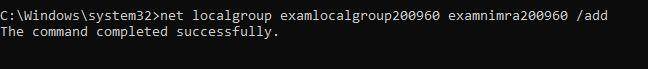 C:\Windows\system32>net localgroup examlocalgroup200960 examnimra200960 /add
The command completed successfully.